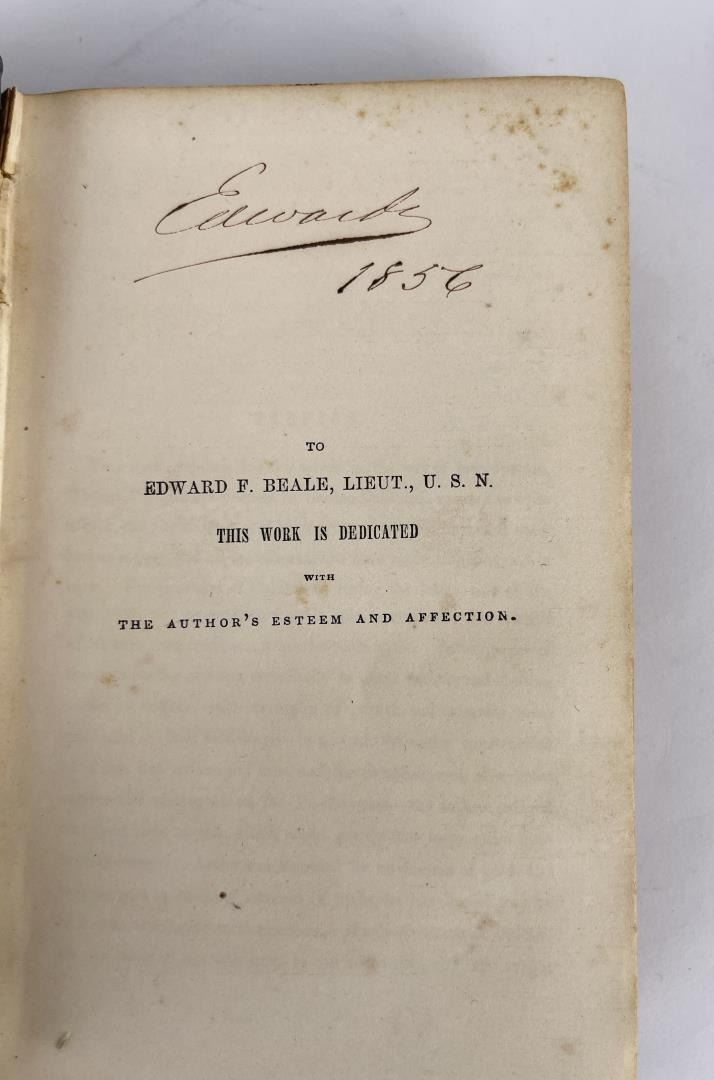 Edwards
1856
TO
EDWARD F. BEALE, LIEUT., U. S. N.
THIS WORK IS DEDICATED
WITH
THE AUTHOR'S ESTEEM AND AFFECTION.